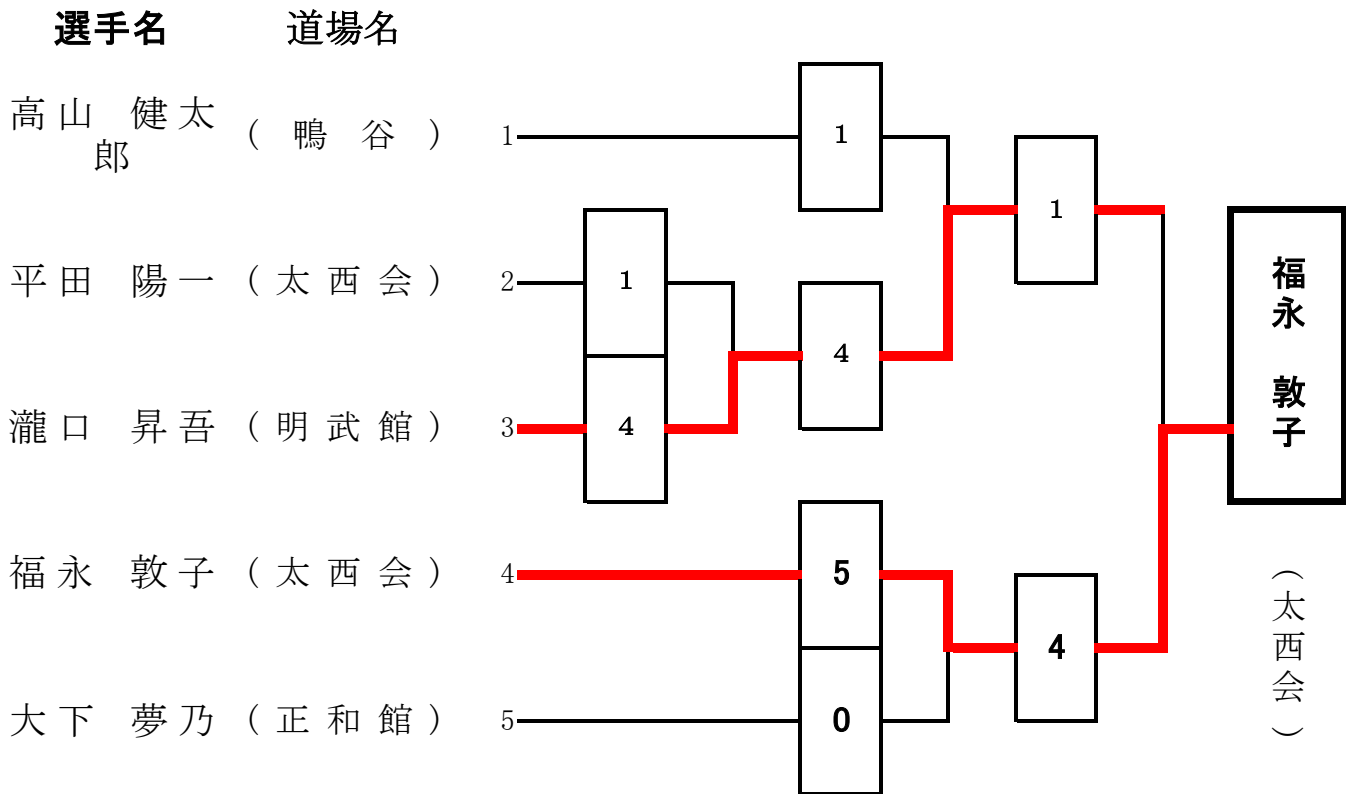 選手名 道場名
高山 健太郎 (鴨谷) 1
平田 陽一 (太西会) 2
瀧口 昇吾 (明武館) 3
福永 敦子 (太西会) 4
大下 夢乃 (正和館) 5
1
4
1
4
5
0
1
4
福永 敦子
(太西会)